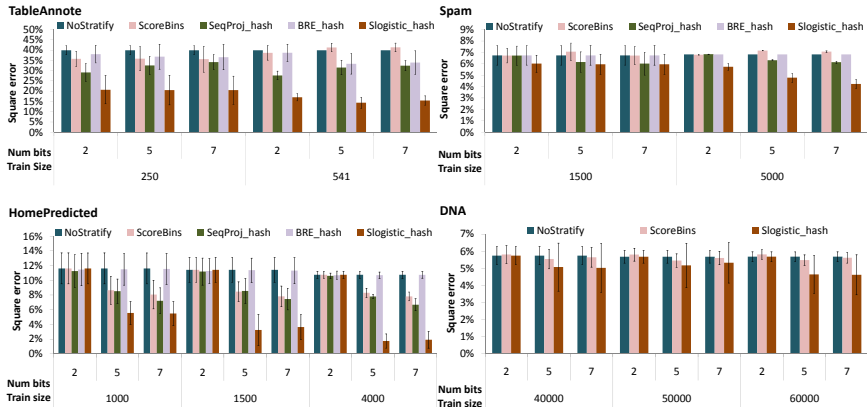 TableAnnote
NoStratify ScoreBins SeqProj_hash BRE_hash Slogistic_hash
50%
45%
40%
35%
30%
25%
20%
15%
10%
5%
0%
Square error
Num bits 2 5 7 2 5 7
Train Size 250 541
Spam
NoStratify ScoreBins SeqProj_hash BRE_hash Slogistic_hash
9%
8%
7%
6%
5%
4%
3%
2%
1%
0%
Square error
Num bits 2 5 7 2 5 7
Train Size 1500 5000
HomePredicted
NoStratify ScoreBins SeqProj_hash BRE_hash Slogistic_hash
16%
14%
12%
10%
8%
6%
4%
2%
0%
Square error
Num bits 2 5 7 2 5 7 2 5 7
Train size 1000 1500 4000
DNA
NoStratify ScoreBins Slogistic_hash
7%
6%
5%
4%
3%
2%
1%
0%
Square error
Num bits 2 5 7 2 5 7 2 5 7
Train size 40000 50000 60000